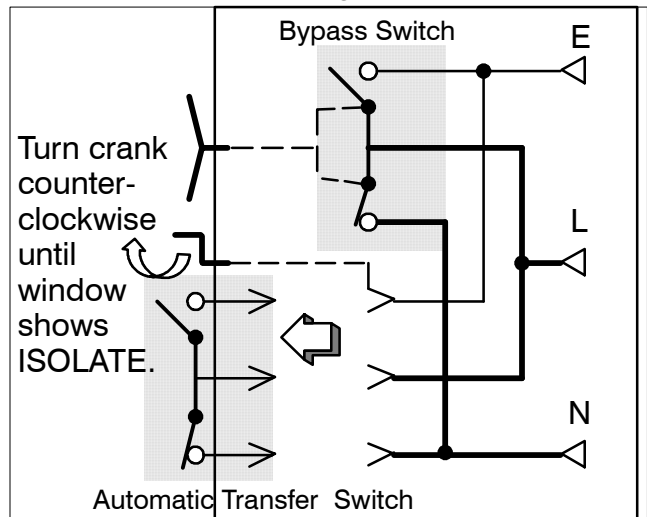 Bypass Switch
E
Turn crank
counter-
clockwise
until
window
shows
ISOLATE.
L
N
Automatic Transfer Switch